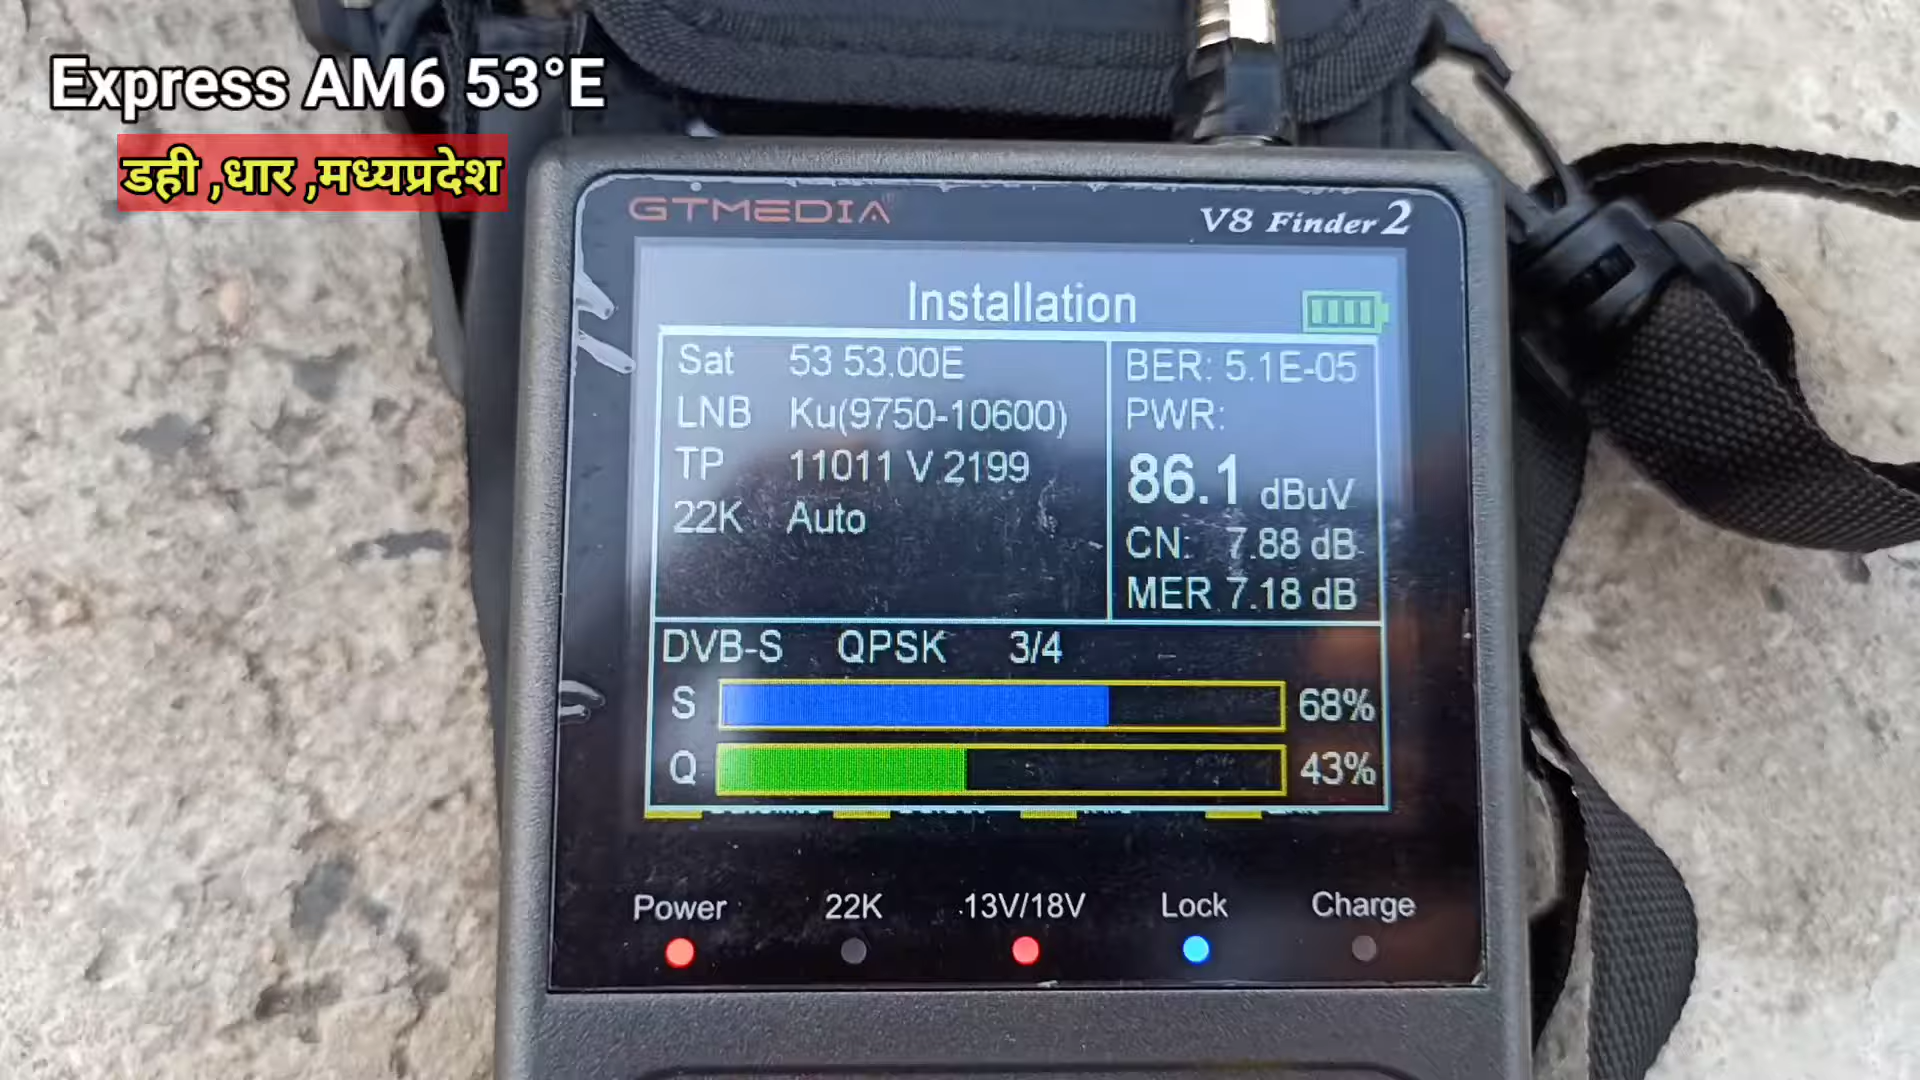 Express AM6 53°E
डही ,धार ,मध्यप्रदेश
GTMEDIA
V8 Finder 2
Installation
Sat 53 53.00E
LNB Ku(9750-10600)
TP 11011 V 2199
22K Auto
BER: 5.1E-05
PWR:
86.1 dBuV
CN: 7.88 dB
MER 7.18 dB
DVB-S QPSK 3/4
S 68%
Q 43%
Power 22K 13V/18V Lock Charge